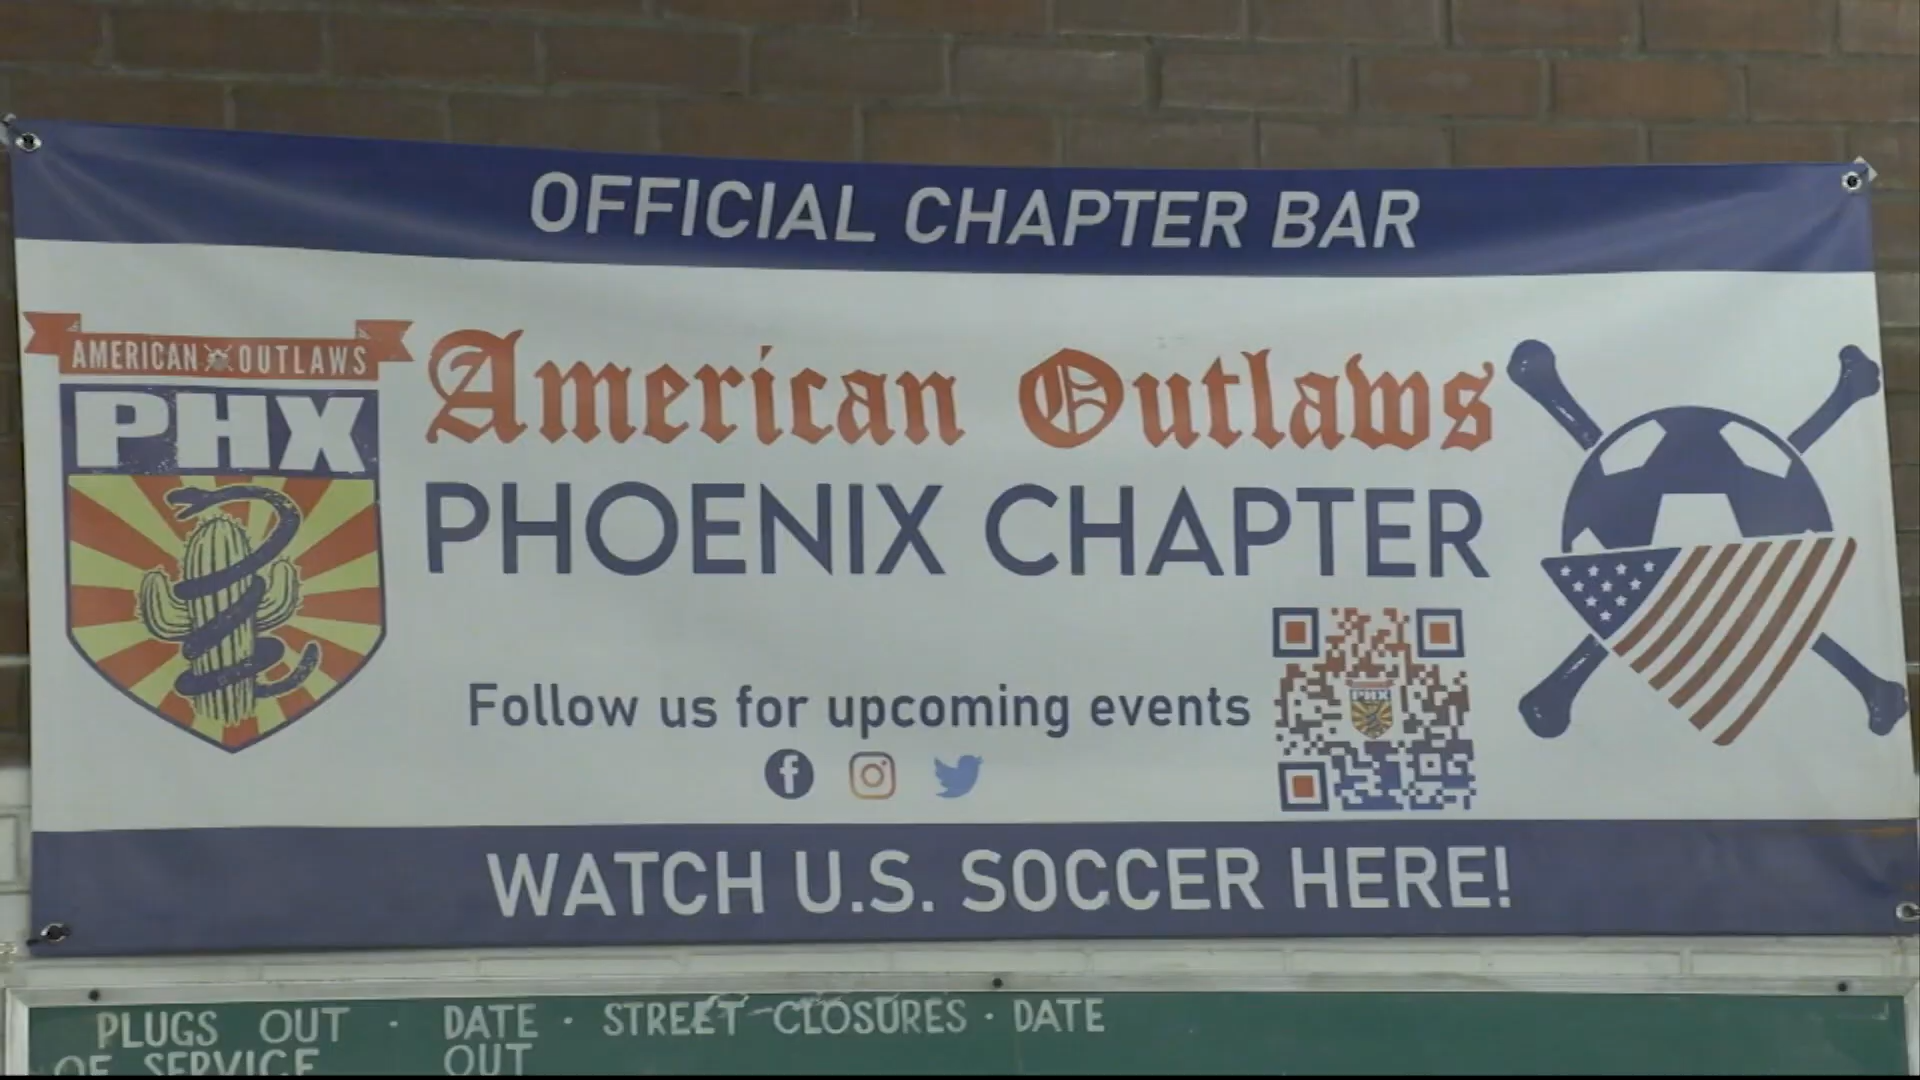 OFFICIAL CHAPTER BAR
AMERICAN OUTLAWS
PHX
American Outlaws
PHOENIX CHAPTER
Follow us for upcoming events
PHX
WATCH U.S. SOCCER HERE!
PLUGS OUT · DATE · STREET CLOSURES · DATE
OF SERVICE OUT